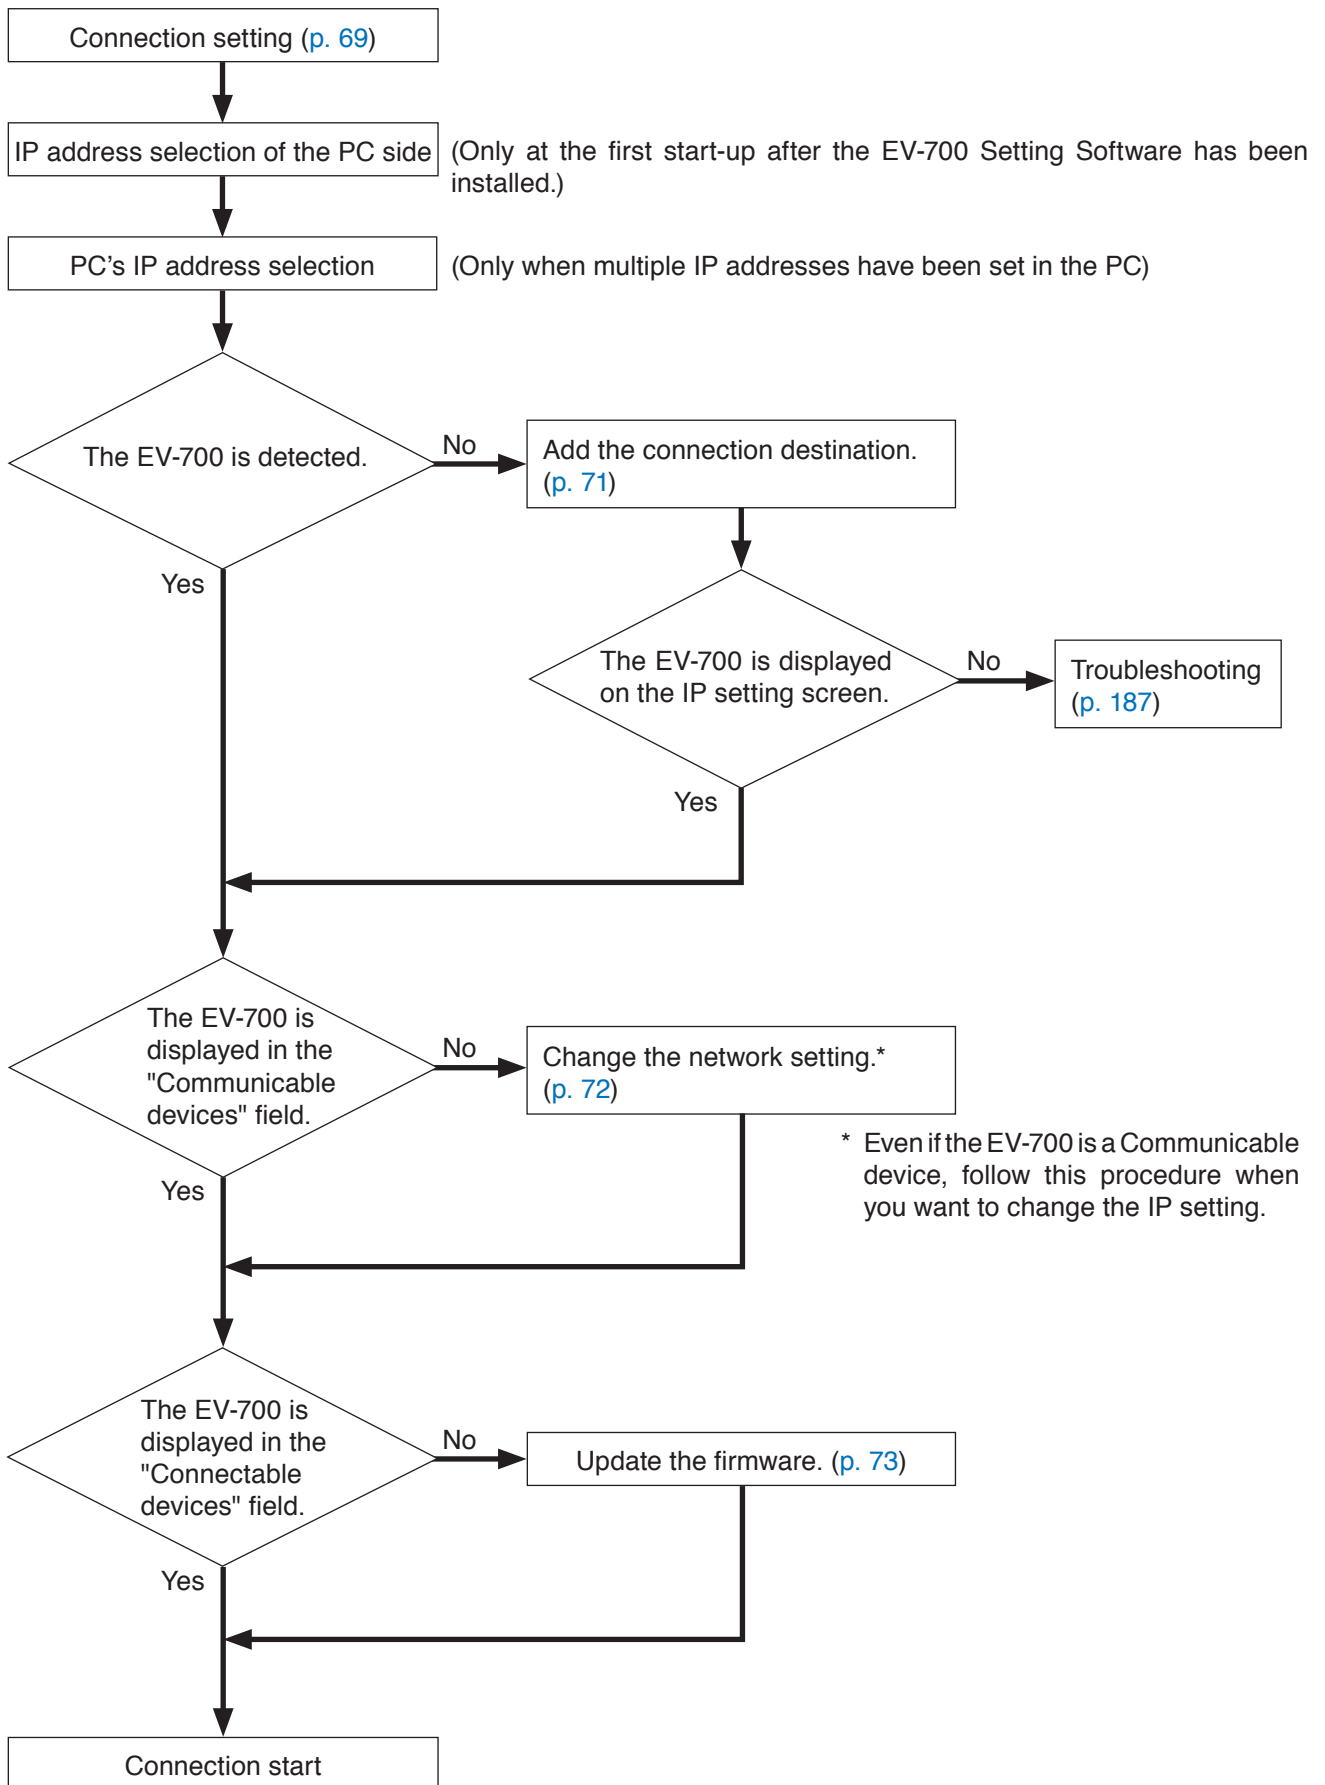 Connection setting (p. 69)
IP address selection of the PC side
(Only at the first start-up after the EV-700 Setting Software has been
installed.)
PC's IP address selection
(Only when multiple IP addresses have been set in the PC)
The EV-700 is detected.
No
Add the connection destination.
(p. 71)
Yes
The EV-700 is displayed
on the IP setting screen.
No
Troubleshooting
(p. 187)
Yes
The EV-700 is
displayed in the
"Communicable
devices" field.
No
Change the network setting.*
(p. 72)
* Even if the EV-700 is a Communicable
device, follow this procedure when
you want to change the IP setting.
Yes
The EV-700 is
displayed in the
"Connectable
devices" field.
No
Update the firmware. (p. 73)
Yes
Connection start